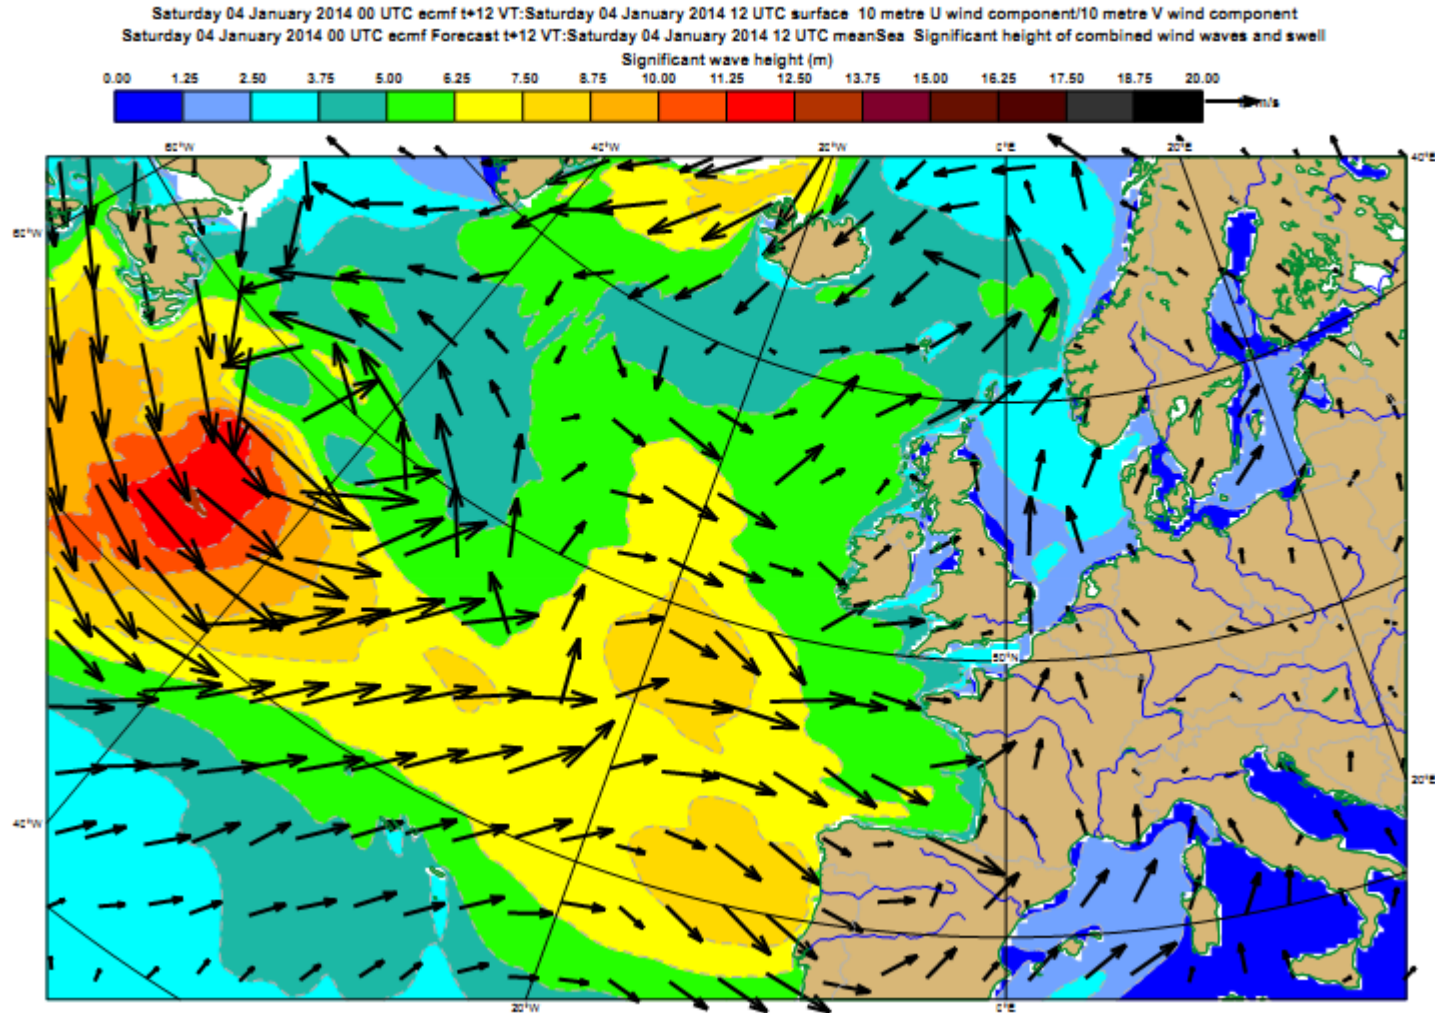 Saturday 04 January 2014 00 UTC ecmf t+12 VT:Saturday 04 January 2014 12 UTC surface 10 metre U wind component/10 metre V wind component
Saturday 04 January 2014 00 UTC ecmf Forecast t+12 VT:Saturday 04 January 2014 12 UTC meanSea Significant height of combined wind waves and swell
Significant wave height (m)
0.00 1.25 2.50 3.75 5.00 6.25 7.50 8.75 10.00 11.25 12.50 13.75 15.00 16.25 17.50 18.75 20.00
m/s
60°W 40°W 20°W 0°E 20°E 40°E
60°W
50°N
20°E
40°W
20°W 0°E